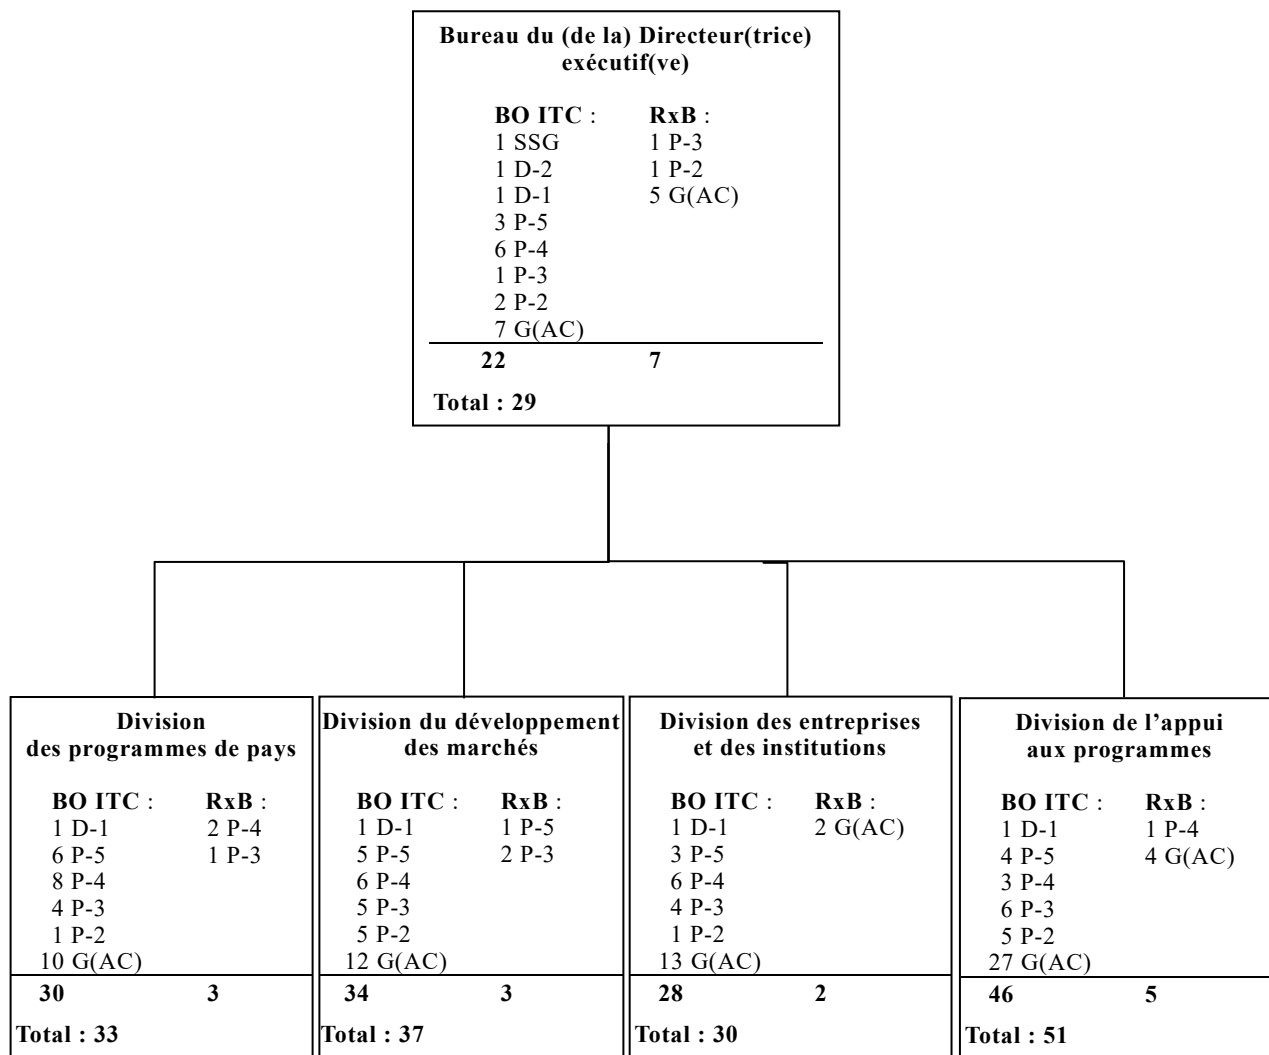 Bureau du (de la) Directeur(trice)
exécutif(ve)
BO ITC : RxB :
1 SSG 1 P-3
1 D-2 1 P-2
1 D-1 5 G(AC)
3 P-5
6 P-4
1 P-3
2 P-2
7 G(AC)
22 7
Total : 29
Division
des programmes de pays
BO ITC : RxB :
1 D-1 2 P-4
6 P-5 1 P-3
8 P-4
4 P-3
1 P-2
10 G(AC)
30 3
Total : 33
Division du développement
des marchés
BO ITC : RxB :
1 D-1 1 P-5
5 P-5 2 P-3
6 P-4
5 P-3
5 P-2
12 G(AC)
34 3
Total : 37
Division des entreprises
et des institutions
BO ITC : RxB :
1 D-1 2 G(AC)
3 P-5
6 P-4
4 P-3
1 P-2
13 G(AC)
28 2
Total : 30
Division de l’appui
aux programmes
BO ITC : RxB :
1 D-1 1 P-4
4 P-5 4 G(AC)
3 P-4
6 P-3
5 P-2
27 G(AC)
46 5
Total : 51